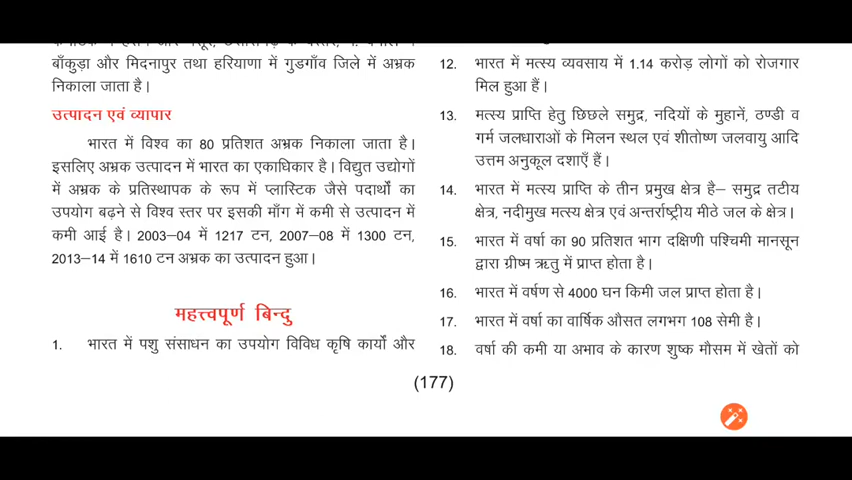 बाँकुड़ा और मिदनापुर तथा हरियाणा में गुडगाँव जिले में अभ्रक
निकाला जाता है।
उत्पादन एवं व्यापार
भारत में विश्व का 80 प्रतिशत अभ्रक निकाला जाता है।
इसलिए अभ्रक उत्पादन में भारत का एकाधिकार है। विद्युत उद्योगों
में अभ्रक के प्रतिस्थापक के रूप में प्लास्टिक जैसे पदार्थों का
उपयोग बढ़ने से विश्व स्तर पर इसकी माँग में कमी से उत्पादन में
कमी आई है। 2003–04 में 1217 टन, 2007–08 में 1300 टन,
2013–14 में 1610 टन अभ्रक का उत्पादन हुआ।
महत्त्वपूर्ण बिन्दु
1. भारत में पशु संसाधन का उपयोग विविध कृषि कार्यों और
12. भारत में मत्स्य व्यवसाय में 1.14 करोड़ लोगों को रोजगार
मिल हुआ हैं।
13. मत्स्य प्राप्ति हेतु छिछले समुद्र, नदियों के मुहानें, ठण्डी व
गर्म जलधाराओं के मिलन स्थल एवं शीतोष्ण जलवायु आदि
उत्तम अनुकूल दशाएँ हैं।
14. भारत में मत्स्य प्राप्ति के तीन प्रमुख क्षेत्र है– समुद्र तटीय
क्षेत्र, नदीमुख मत्स्य क्षेत्र एवं अन्तर्राष्ट्रीय मीठे जल के क्षेत्र।
15. भारत में वर्षा का 90 प्रतिशत भाग दक्षिणी पश्चिमी मानसून
द्वारा ग्रीष्म ऋतु में प्राप्त होता है।
16. भारत में वर्षण से 4000 घन किमी जल प्राप्त होता है।
17. भारत में वर्षा का वार्षिक औसत लगभग 108 सेमी है।
18. वर्षा की कमी या अभाव के कारण शुष्क मौसम में खेतों को
(177)